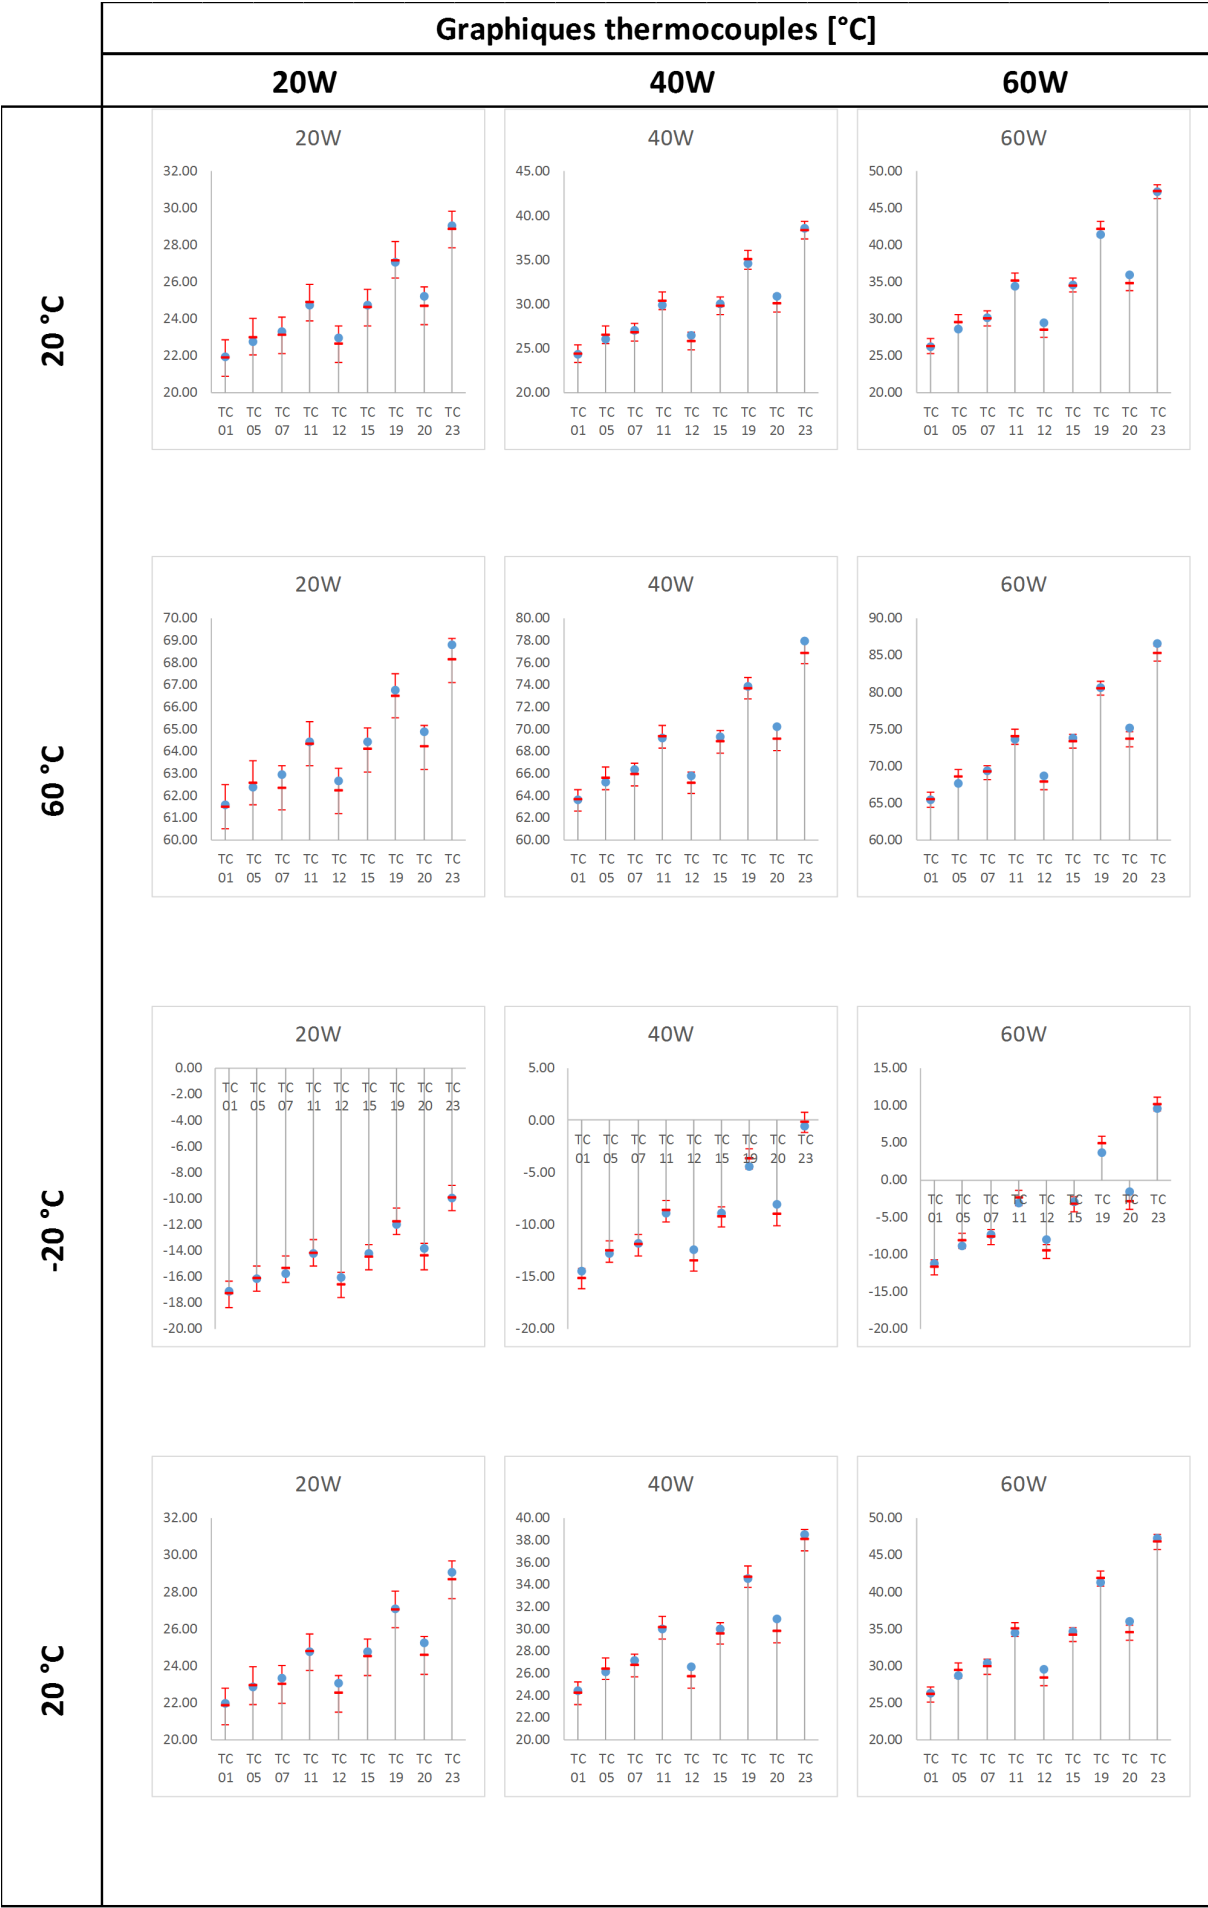 Graphiques thermocouples [°C]
20W 40W 60W
20 °C
20W
32.00
30.00
28.00
26.00
24.00
22.00
20.00
TC TC TC TC TC TC TC TC TC
01 05 07 11 12 15 19 20 23
40W
45.00
40.00
35.00
30.00
25.00
20.00
TC TC TC TC TC TC TC TC TC
01 05 07 11 12 15 19 20 23
60W
50.00
45.00
40.00
35.00
30.00
25.00
20.00
TC TC TC TC TC TC TC TC TC
01 05 07 11 12 15 19 20 23
60 °C
20W
70.00
69.00
68.00
67.00
66.00
65.00
64.00
63.00
62.00
61.00
60.00
TC TC TC TC TC TC TC TC TC
01 05 07 11 12 15 19 20 23
40W
80.00
78.00
76.00
74.00
72.00
70.00
68.00
66.00
64.00
62.00
60.00
TC TC TC TC TC TC TC TC TC
01 05 07 11 12 15 19 20 23
60W
90.00
85.00
80.00
75.00
70.00
65.00
60.00
TC TC TC TC TC TC TC TC TC
01 05 07 11 12 15 19 20 23
-20 °C
20W
0.00
-2.00
-4.00
-6.00
-8.00
-10.00
-12.00
-14.00
-16.00
-18.00
-20.00
TC TC TC TC TC TC TC TC TC
01 05 07 11 12 15 19 20 23
40W
5.00
0.00
-5.00
-10.00
-15.00
-20.00
TC TC TC TC TC TC TC TC TC
01 05 07 11 12 15 19 20 23
60W
15.00
10.00
5.00
0.00
-5.00
-10.00
-15.00
-20.00
TC TC TC TC TC TC TC TC TC
01 05 07 11 12 15 19 20 23
20 °C
20W
32.00
30.00
28.00
26.00
24.00
22.00
20.00
TC TC TC TC TC TC TC TC TC
01 05 07 11 12 15 19 20 23
40W
40.00
38.00
36.00
34.00
32.00
30.00
28.00
26.00
24.00
22.00
20.00
TC TC TC TC TC TC TC TC TC
01 05 07 11 12 15 19 20 23
60W
50.00
45.00
40.00
35.00
30.00
25.00
20.00
TC TC TC TC TC TC TC TC TC
01 05 07 11 12 15 19 20 23